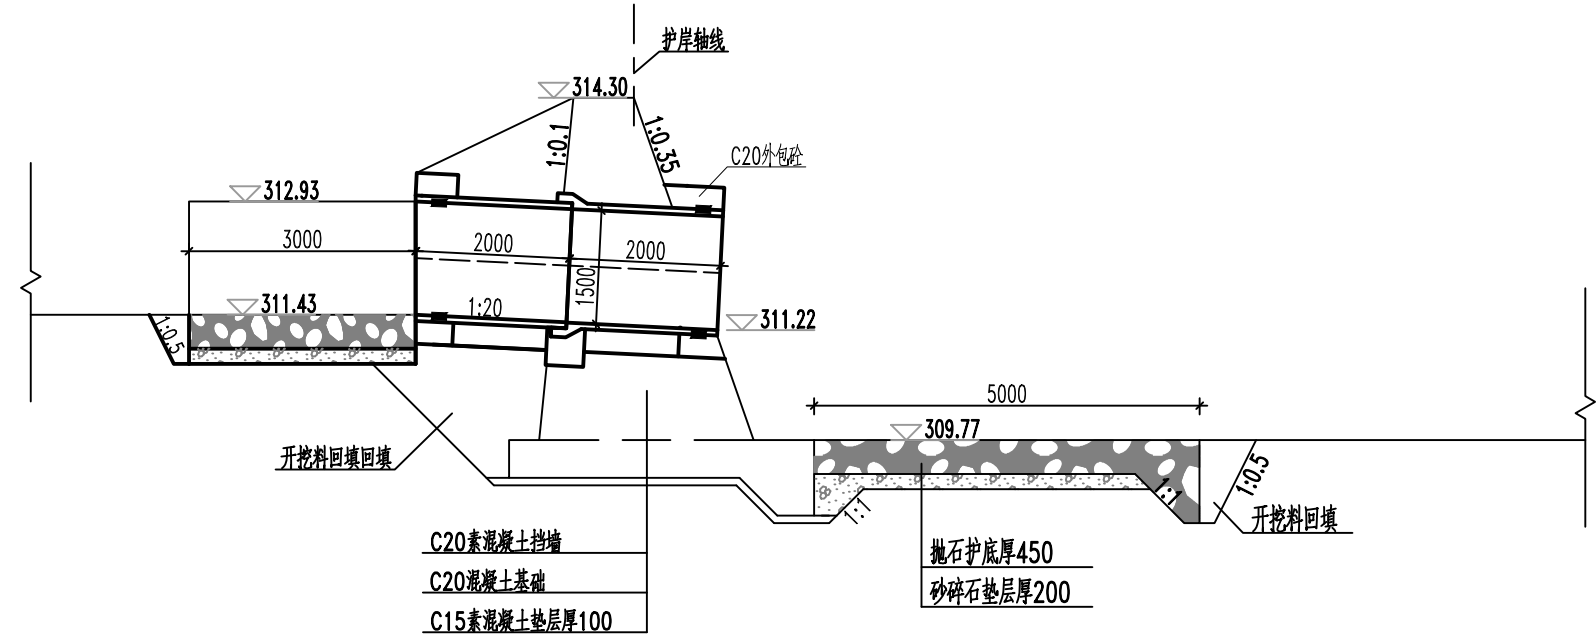 护岸轴线
314.30
1:0.1
1:0.35
C20外包砼
312.93
3000
2000
2000
1500
311.43
1:20
311.22
1:0.5
5000
309.77
开挖料回填回填
1:1
1:1
1:0.5
开挖料回填
C20素混凝土挡墙
C20混凝土基础
C15素混凝土垫层厚100
抛石护底厚450
砂碎石垫层厚200